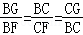 BG/BF = BC/CF = CG/BC